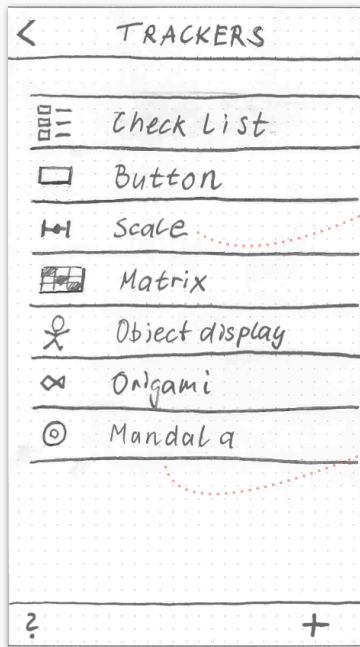 < TRACKERS
Check List
Button
Scale
Matrix
Object display
Origami
Mandala
? +